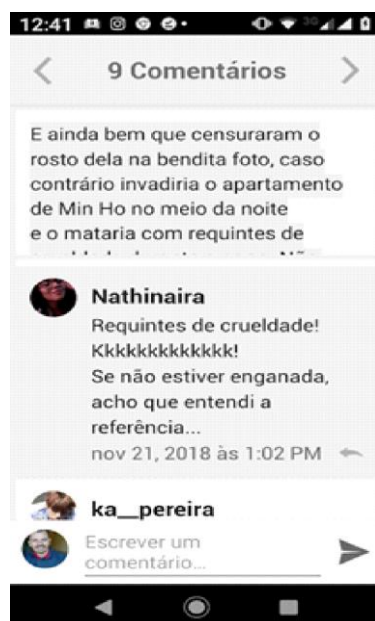 12:41
3G
9 Comentários
E ainda bem que censuraram o
rosto dela na bendita foto, caso
contrário invadiria o apartamento
de Min Ho no meio da noite
e o mataria com requintes de
Nathinaira
Requintes de crueldade!
Kkkkkkkkkkkkk!
Se não estiver enganada,
acho que entendi a
referência...
nov 21, 2018 às 1:02 PM
ka__pereira
Escrever um
comentário...